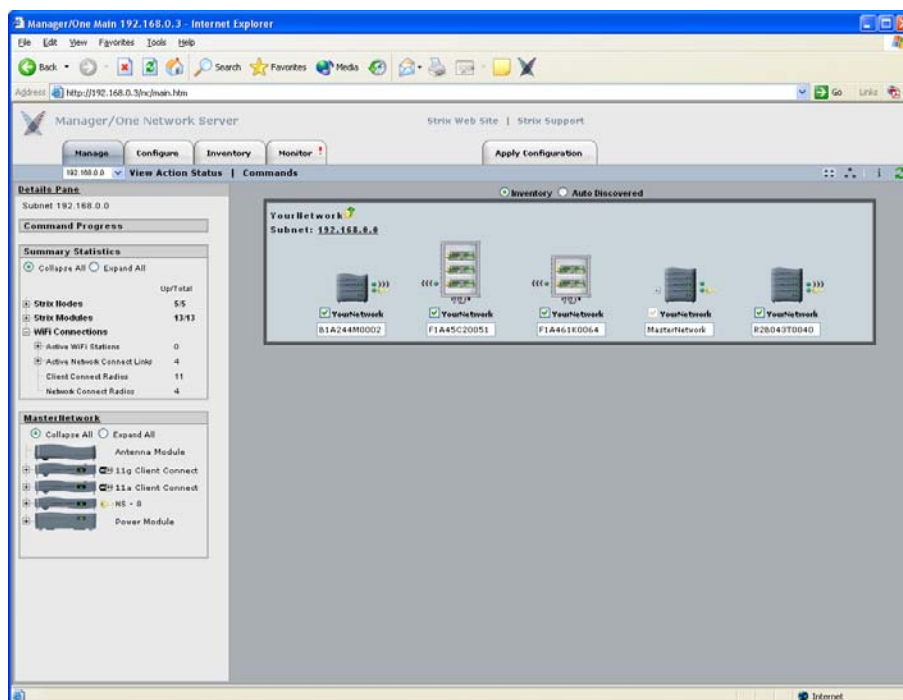 Manager/One Main 192.168.0.3 - Internet Explorer
File Edit View Favorites Tools Help
Back Search Favorites Media
Address http://192.168.0.3/nc/main.htm Go Links
Manager/One Network Server Strix Web Site | Strix Support
Manage Configure Inventory Monitor ! Apply Configuration
192.168.0.0 View Action Status | Commands i
Details Pane
Subnet 192.168.0.0
Command Progress
Summary Statistics
Collapse All Expand All
Up/Total
Strix Nodes 5/5
Strix Modules 13/13
WiFi Connections
Active WiFi Stations 0
Active Network Connect Links 4
Client Connect Radios 11
Network Connect Radios 4
MasterNetwork
Collapse All Expand All
Antenna Module
11g Client Connect
11a Client Connect
NS - 8
Power Module
Inventory Auto Discovered
YourNetwork
Subnet: 192.168.0.0
YourNetwork YourNetwork YourNetwork YourNetwork YourNetwork
B1A244M0002 F1A45C20051 F1A461K0064 MasterNetwork R2B043T0040
Internet